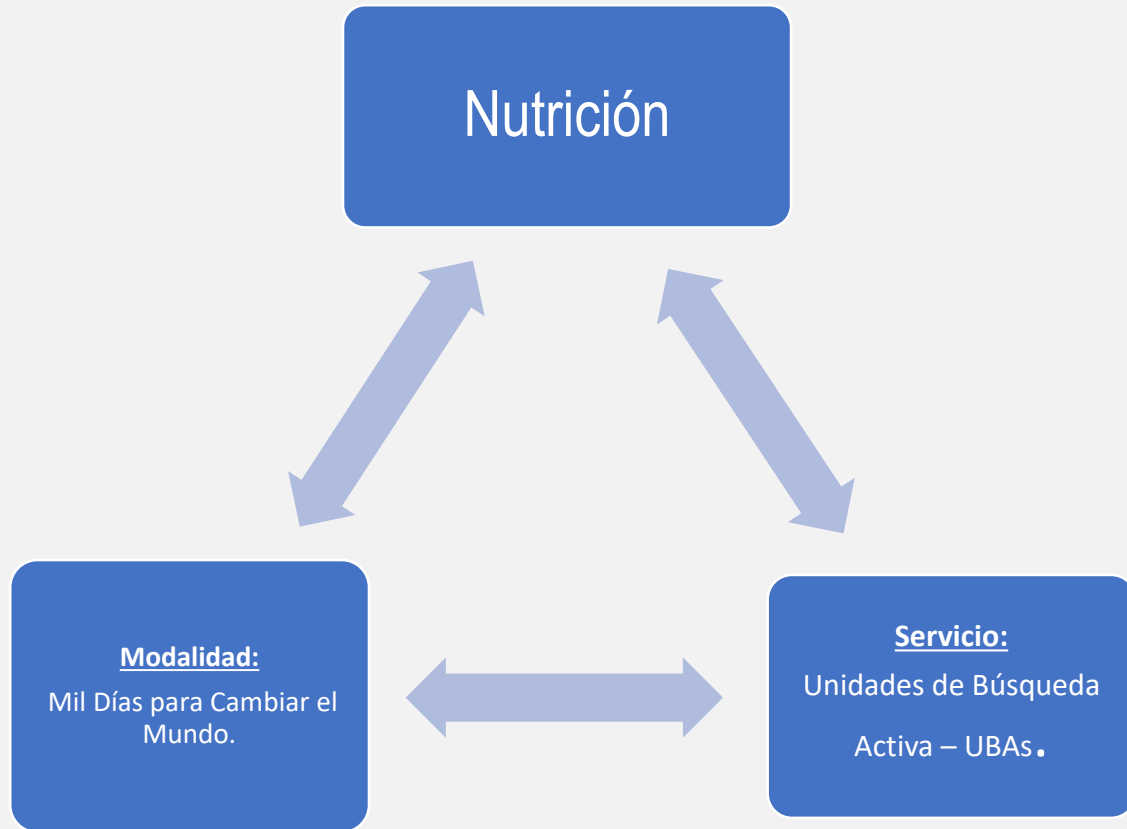 Nutrición
Modalidad:
Mil Días para Cambiar el
Mundo.
Servicio:
Unidades de Búsqueda
Activa – UBAs.